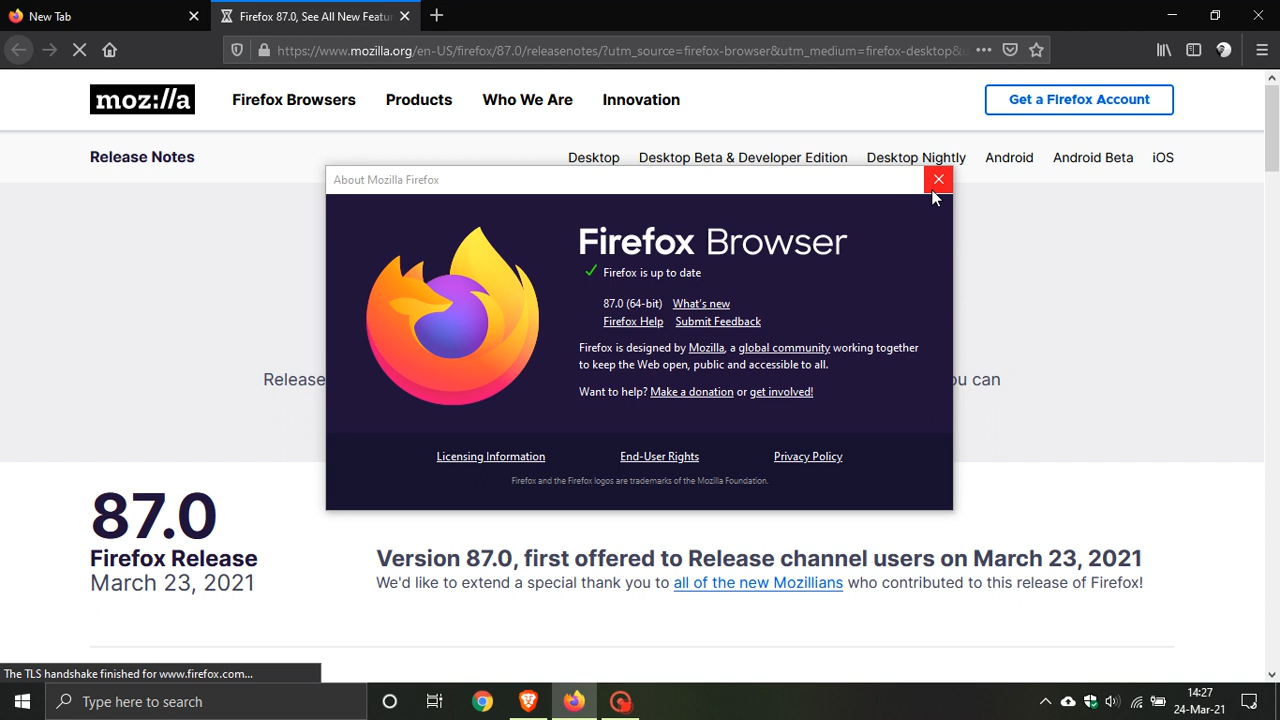 New Tab
Firefox 87.0, See All New Featur
https://www.mozilla.org/en-US/firefox/87.0/releasenotes/?utm_source=firefox-browser&utm_medium=firefox-desktop&
moz://a
Firefox Browsers Products Who We Are Innovation
Get a Firefox Account
Release Notes
Desktop Desktop Beta & Developer Edition Desktop Nightly Android Android Beta iOS
About Mozilla Firefox
Firefox Browser
Firefox is up to date
87.0 (64-bit) What's new
Firefox Help Submit Feedback
Firefox is designed by Mozilla, a global community working together
to keep the Web open, public and accessible to all.
Want to help? Make a donation or get involved!
Licensing Information End-User Rights Privacy Policy
Firefox and the Firefox logos are trademarks of the Mozilla Foundation.
Release
ou can
87.0
Firefox Release
March 23, 2021
Version 87.0, first offered to Release channel users on March 23, 2021
We'd like to extend a special thank you to all of the new Mozillians who contributed to this release of Firefox!
The TLS handshake finished for www.firefox.com...
Type here to search
14:27
24-Mar-21